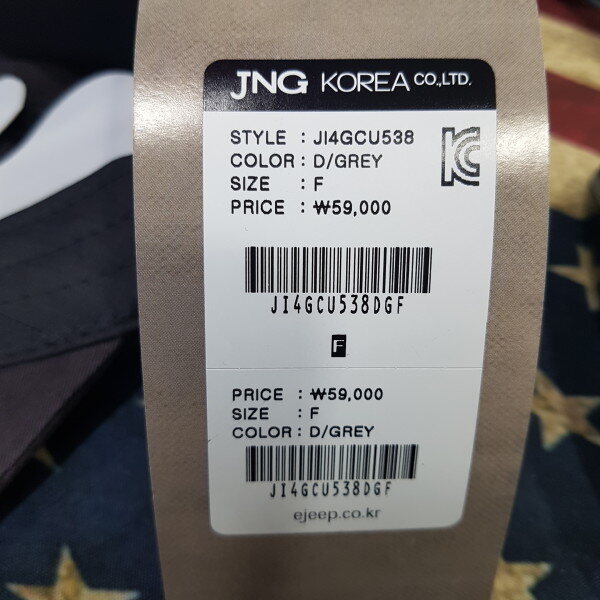 JNG KOREA CO.,LTD.
STYLE : JI4GCU538
COLOR : D/GREY
SIZE : F
PRICE : ₩59,000
KC
JI4GCU538DGF
F
PRICE : ₩59,000
SIZE : F
COLOR : D/GREY
JI4GCU538DGF
ejeep.co.kr